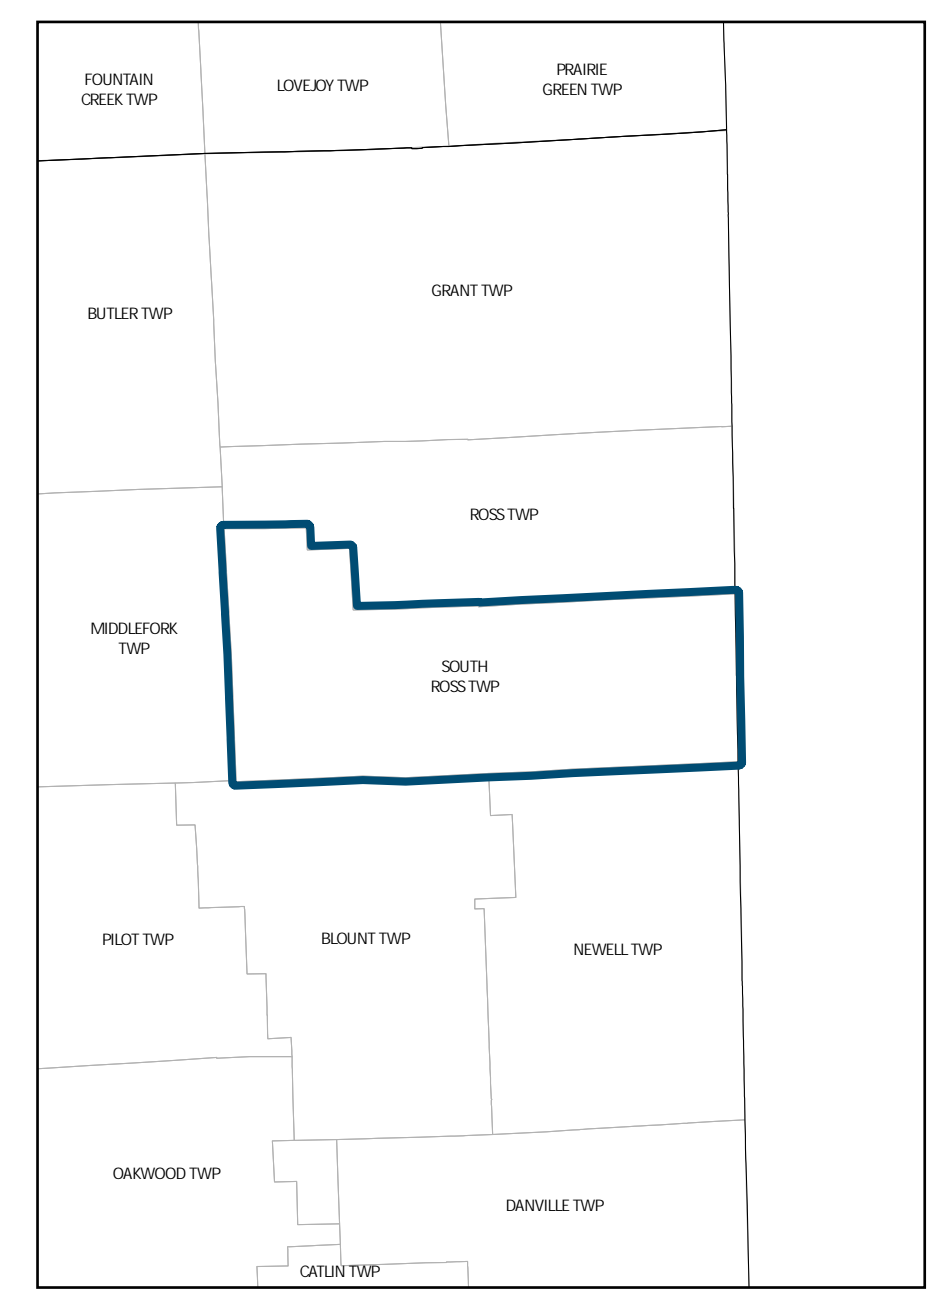 FOUNTAIN
CREEK TWP
LOVEJOY TWP
PRAIRIE
GREEN TWP
GRANT TWP
BUTLER TWP
ROSS TWP
MIDDLEFORK
TWP
SOUTH
ROSS TWP
PILOT TWP
BLOUNT TWP
NEWELL TWP
OAKWOOD TWP
DANVILLE TWP
CATLIN TWP